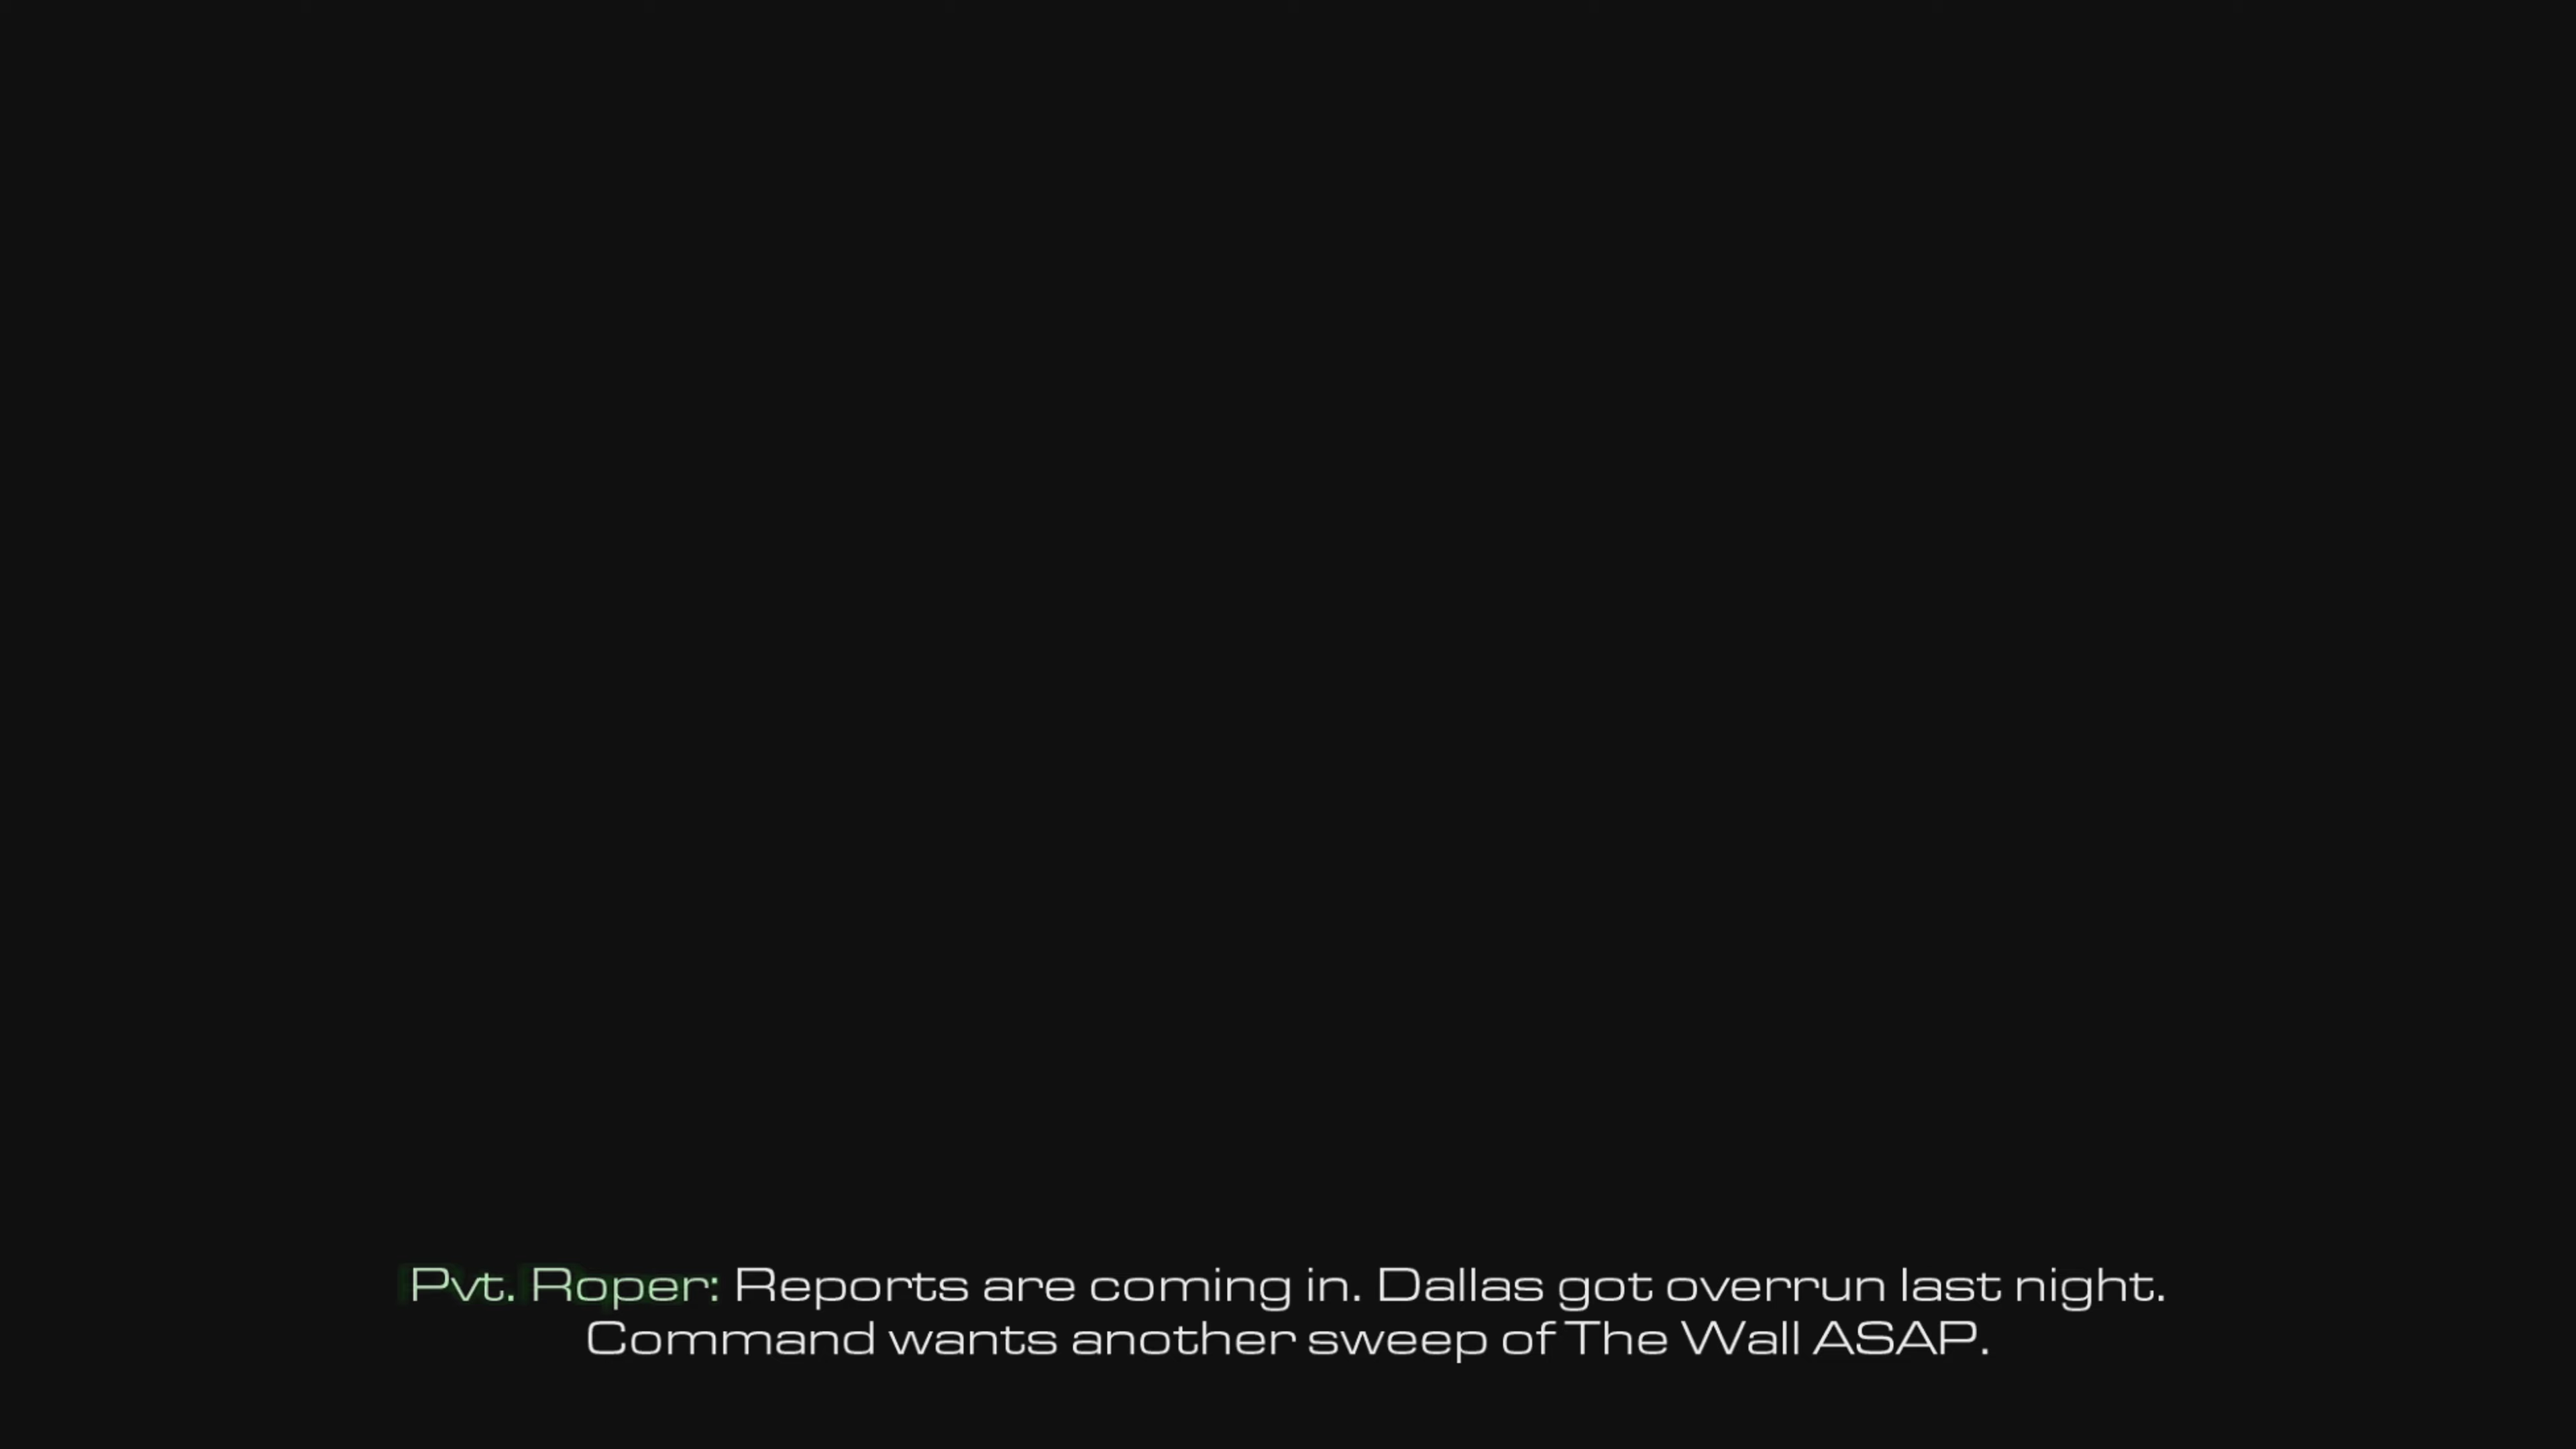 Pvt. Roper: Reports are coming in. Dallas got overrun last night.
Command wants another sweep of The Wall ASAP.